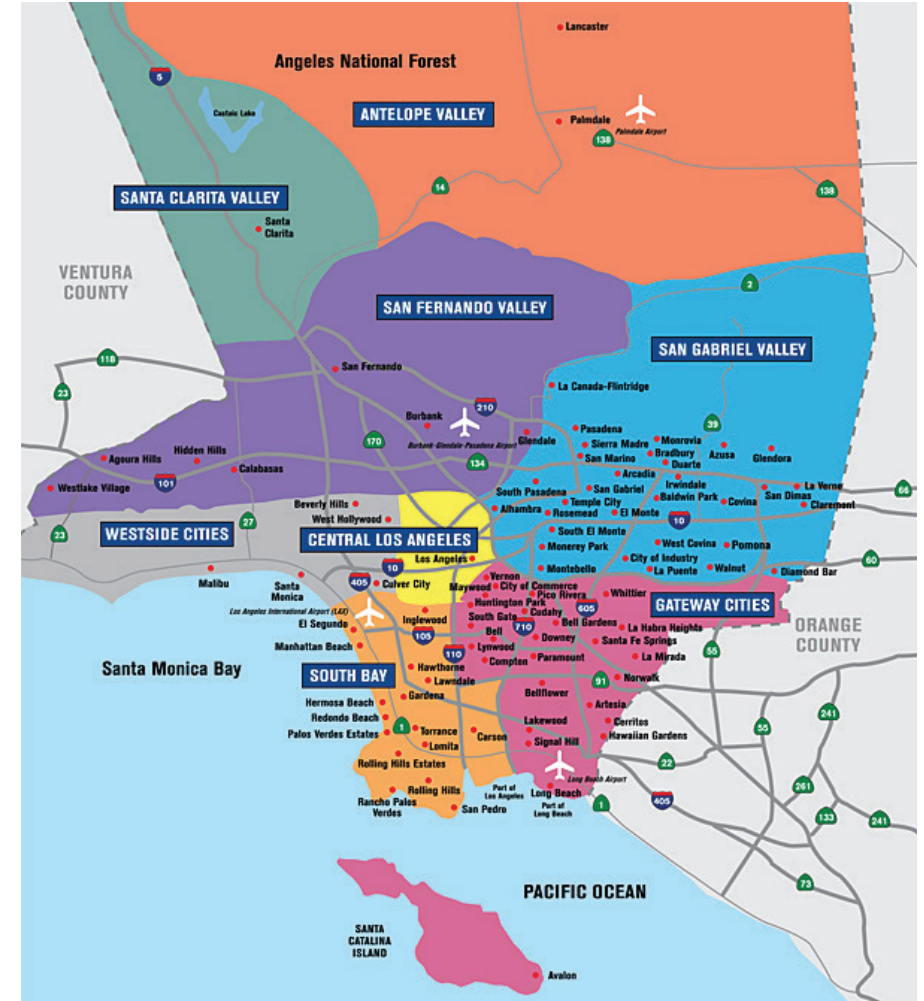 Lancaster
Angeles National Forest
5
Castaic Lake
ANTELOPE VALLEY
Palmdale
Palmdale Airport
138
14
138
SANTA CLARITA VALLEY
Santa
Clarita
VENTURA
COUNTY
2
SAN FERNANDO VALLEY
SAN GABRIEL VALLEY
118
San Fernando
23
La Canada-Flintridge
210
Burbank
39
Burbank-Glendale-Pasadena Airport
Glendale
170
134
Pasadena
Sierra Madre
San Marino
Monrovia
Bradbury
Duarte
Azusa
Glendora
Agoura Hills
Hidden Hills
Calabasas
101
Westlake Village
Arcadia
Irwindale
South Pasadena
San Gabriel
Baldwin Park
Covina
San Dimas
La Verne
Claremont
66
Temple City
Alhambra
Rosemead
El Monte
10
Beverly Hills
West Hollywood
WESTSIDE CITIES
23
27
CENTRAL LOS ANGELES
Los Angeles
South El Monte
Monerey Park
West Covina
Pomona
City of Industry
Montebello
La Puente
Walnut
Diamond Bar
60
Malibu
Santa
Monica
10
405
Culver City
Vernon
Maywood
City of Commerce
Pico Rivera
Whittier
GATEWAY CITIES
Los Angeles International Airport (LAX)
El Segundo
Inglewood
Huntington Park
Cudahy
605
South Gate
Bell
710
Bell Gardens
La Habra Heights
Downey
Santa Fe Springs
ORANGE
COUNTY
Manhattan Beach
105
110
Lynwood
Compton
Paramount
La Mirada
55
Santa Monica Bay
SOUTH BAY
Hawthorne
Lawndale
91
Norwalk
Gardena
Bellflower
Hermosa Beach
Redondo Beach
Palos Verdes Estates
1
Torrance
Lomita
Carson
Artesia
Lakewood
Cerritos
Signal Hill
Hawaiian Gardens
55
241
Rolling Hills Estates
22
Long Beach Airport
Rolling Hills
Rancho Palos
Verdes
San Pedro
Part of
Los Angeles
Long Beach
Part of
Long Beach
1
405
261
133
241
73
PACIFIC OCEAN
SANTA
CATALINA
ISLAND
Avalon